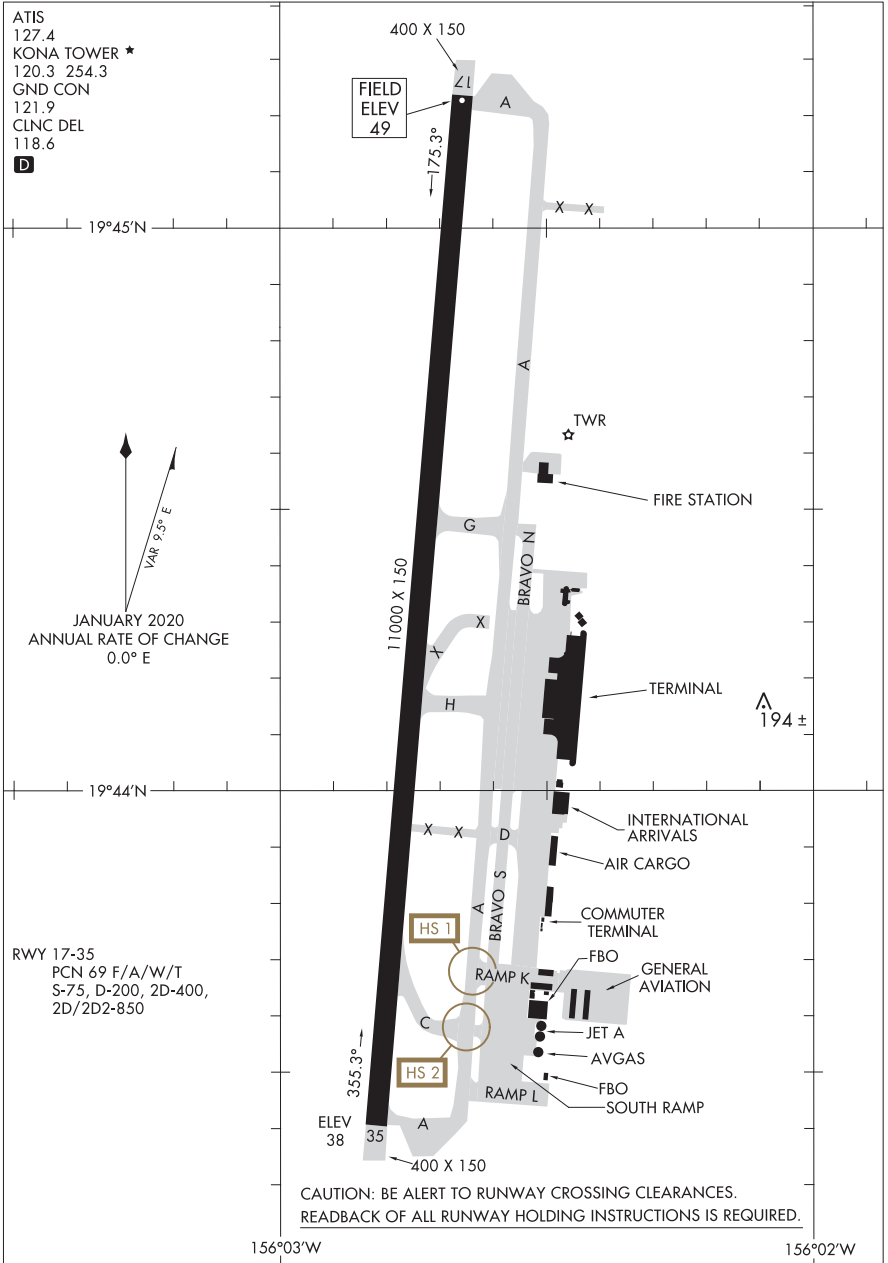 ATIS
127.4
KONA TOWER ★
120.3 254.3
GND CON
121.9
CLNC DEL
118.6
D
400 X 150
17
FIELD
ELEV
49
A
175.3°
X X
19°45'N
A
TWR
FIRE STATION
VAR 9.5° E
G
BRAVO N
JANUARY 2020
ANNUAL RATE OF CHANGE
0.0° E
11000 X 150
X
X
TERMINAL
H
194 ±
19°44'N
INTERNATIONAL
ARRIVALS
X X
D
AIR CARGO
A
BRAVO S
COMMUTER
TERMINAL
HS 1
FBO
RWY 17-35
PCN 69 F/A/W/T
S-75, D-200, 2D-400,
2D/2D2-850
RAMP K
GENERAL
AVIATION
C
JET A
AVGAS
HS 2
355.3°
FBO
RAMP L
SOUTH RAMP
ELEV
38
35
A
400 X 150
CAUTION: BE ALERT TO RUNWAY CROSSING CLEARANCES.
READBACK OF ALL RUNWAY HOLDING INSTRUCTIONS IS REQUIRED.
156°03'W
156°02'W